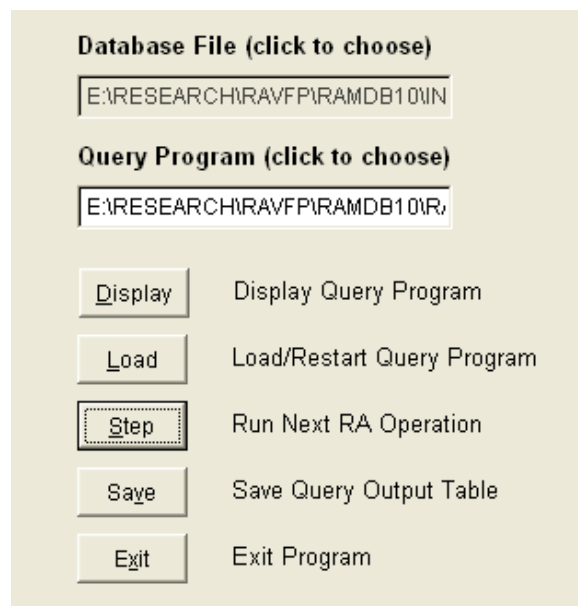 Database File (click to choose)
E:\RESEARCH\RAVFP\RAMDB10\IN
Query Program (click to choose)
E:\RESEARCH\RAVFP\RAMDB10\R
Display Display Query Program
Load Load/Restart Query Program
Step Run Next RA Operation
Save Save Query Output Table
Exit Exit Program